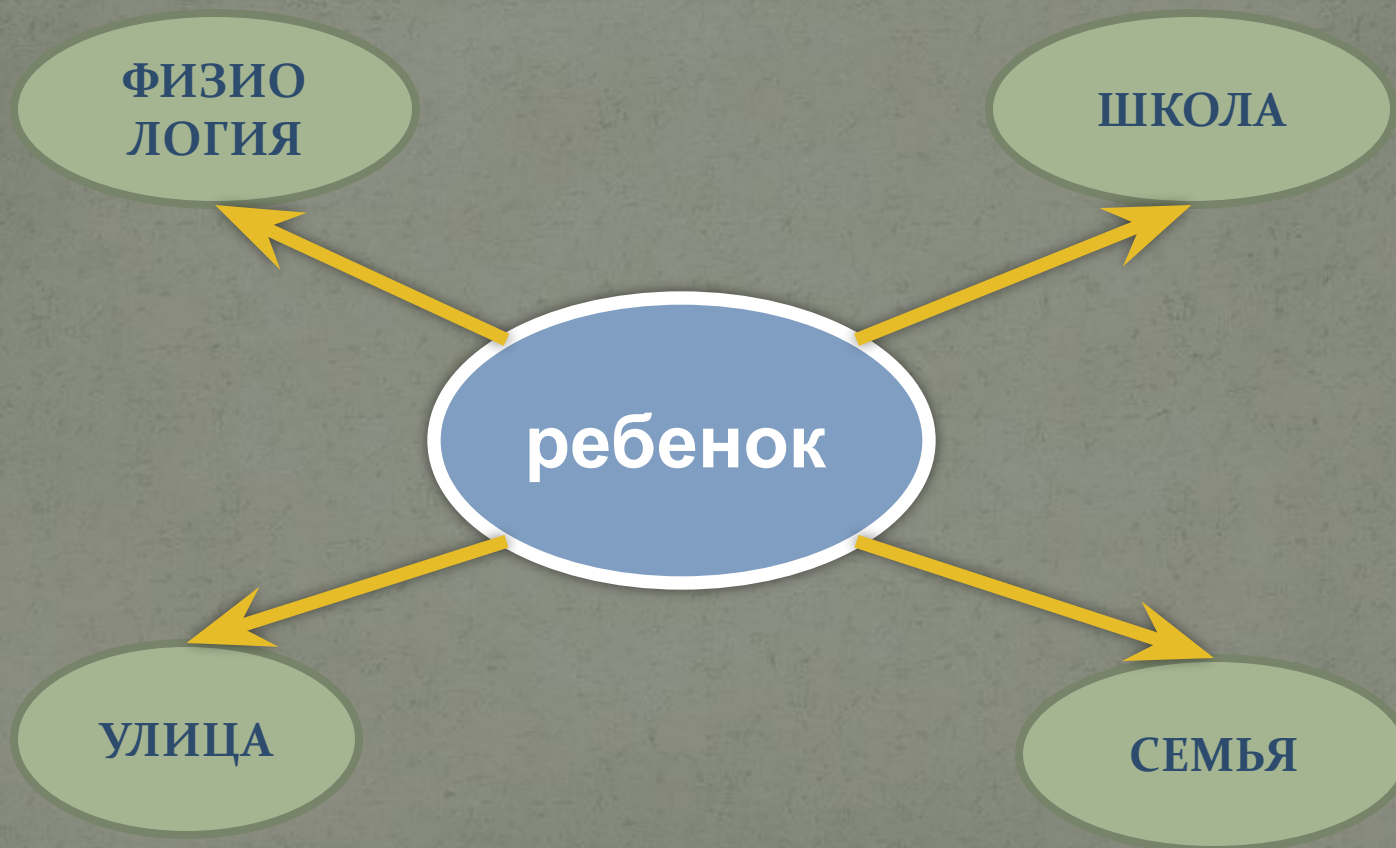 ФИЗИО
ЛОГИЯ
ШКОЛА
ребенок
УЛИЦА
СЕМЬЯ